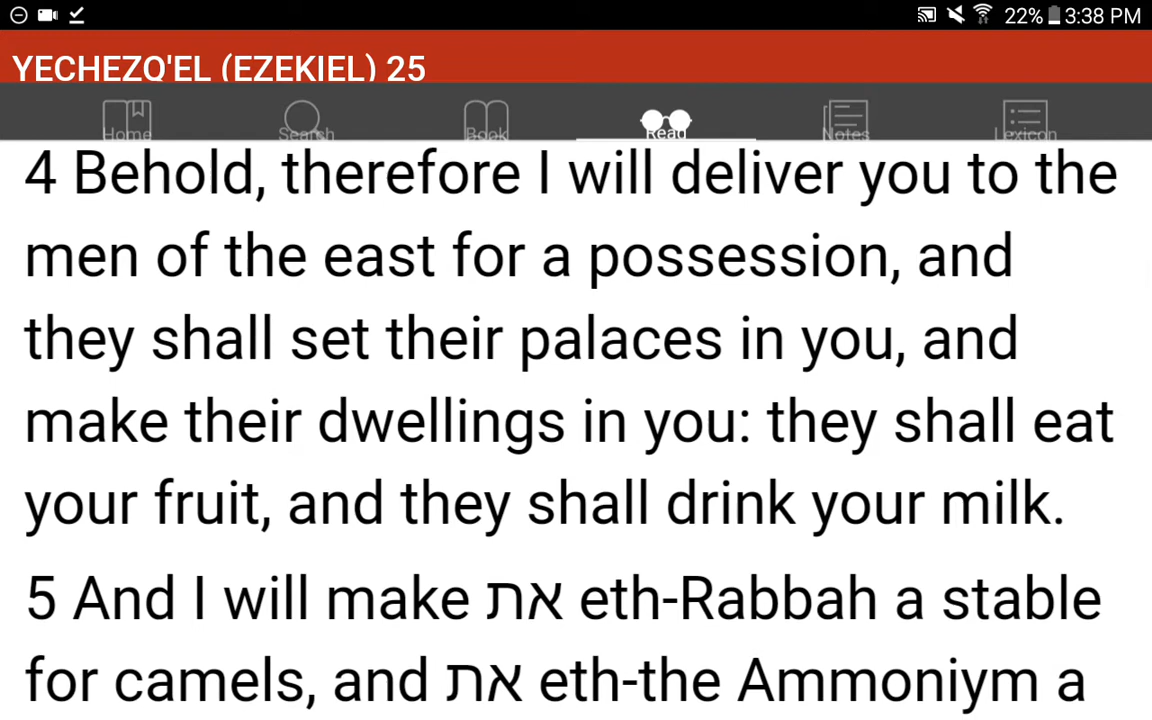 22% 3:38 PM
YECHEZQ'EL (EZEKIEL) 25
Home Search Book Read Notes Lexicon
4 Behold, therefore I will deliver you to the
men of the east for a possession, and
they shall set their palaces in you, and
make their dwellings in you: they shall eat
your fruit, and they shall drink your milk.
5 And I will make את eth-Rabbah a stable
for camels, and את eth-the Ammoniym a